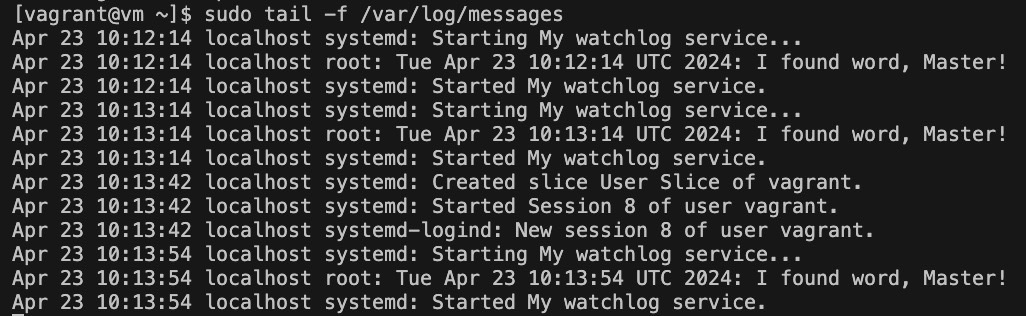 [vagrant@vm ~]$ sudo tail -f /var/log/messages
Apr 23 10:12:14 localhost systemd: Starting My watchlog service...
Apr 23 10:12:14 localhost root: Tue Apr 23 10:12:14 UTC 2024: I found word, Master!
Apr 23 10:12:14 localhost systemd: Started My watchlog service.
Apr 23 10:13:14 localhost systemd: Starting My watchlog service...
Apr 23 10:13:14 localhost root: Tue Apr 23 10:13:14 UTC 2024: I found word, Master!
Apr 23 10:13:14 localhost systemd: Started My watchlog service.
Apr 23 10:13:42 localhost systemd: Created slice User Slice of vagrant.
Apr 23 10:13:42 localhost systemd: Started Session 8 of user vagrant.
Apr 23 10:13:42 localhost systemd-logind: New session 8 of user vagrant.
Apr 23 10:13:54 localhost systemd: Starting My watchlog service...
Apr 23 10:13:54 localhost root: Tue Apr 23 10:13:54 UTC 2024: I found word, Master!
Apr 23 10:13:54 localhost systemd: Started My watchlog service.